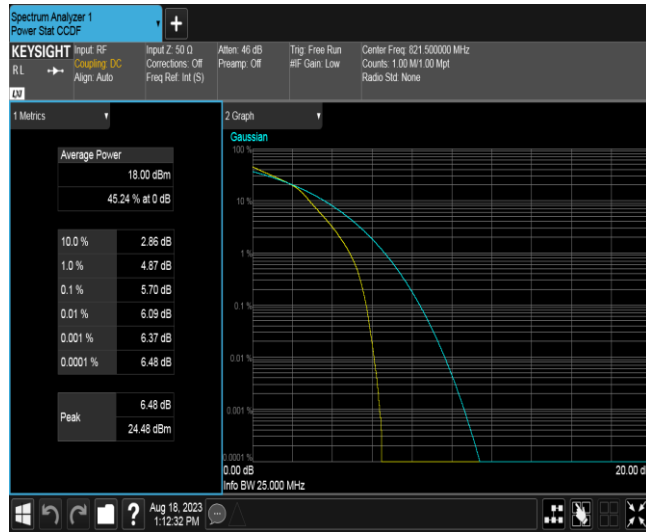 Spectrum Analyzer 1
Power Stat CCDF
+
KEYSIGHT
RL
LXI
Input: RF
Coupling: DC
Align: Auto
Input Z: 50 Ω
Corrections: Off
Freq Ref: Int (S)
Atten: 46 dB
Preamp: Off
Trig: Free Run
#IF Gain: Low
Center Freq: 821.500000 MHz
Counts: 1.00 M/1.00 Mpt
Radio Std: None
1 Metrics
Average Power
18.00 dBm
45.24 % at 0 dB
10.0 % 2.86 dB
1.0 % 4.87 dB
0.1 % 5.70 dB
0.01 % 6.09 dB
0.001 % 6.37 dB
0.0001 % 6.48 dB
Peak
6.48 dB
24.48 dBm
2 Graph
Gaussian
100 %
10 %
1 %
0.1 %
0.01 %
0.001 %
0.0001 %
0.00 dB
20.00 d
Info BW 25.000 MHz
?
Aug 18, 2023
1:12:32 PM